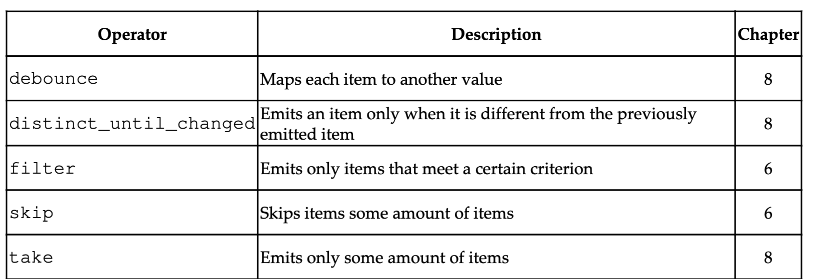 Operator Description Chapter
debounce Maps each item to another value 8
distinct_until_changed Emits an item only when it is different from the previously
emitted item 8
filter Emits only items that meet a certain criterion 6
skip Skips items some amount of items 6
take Emits only some amount of items 8